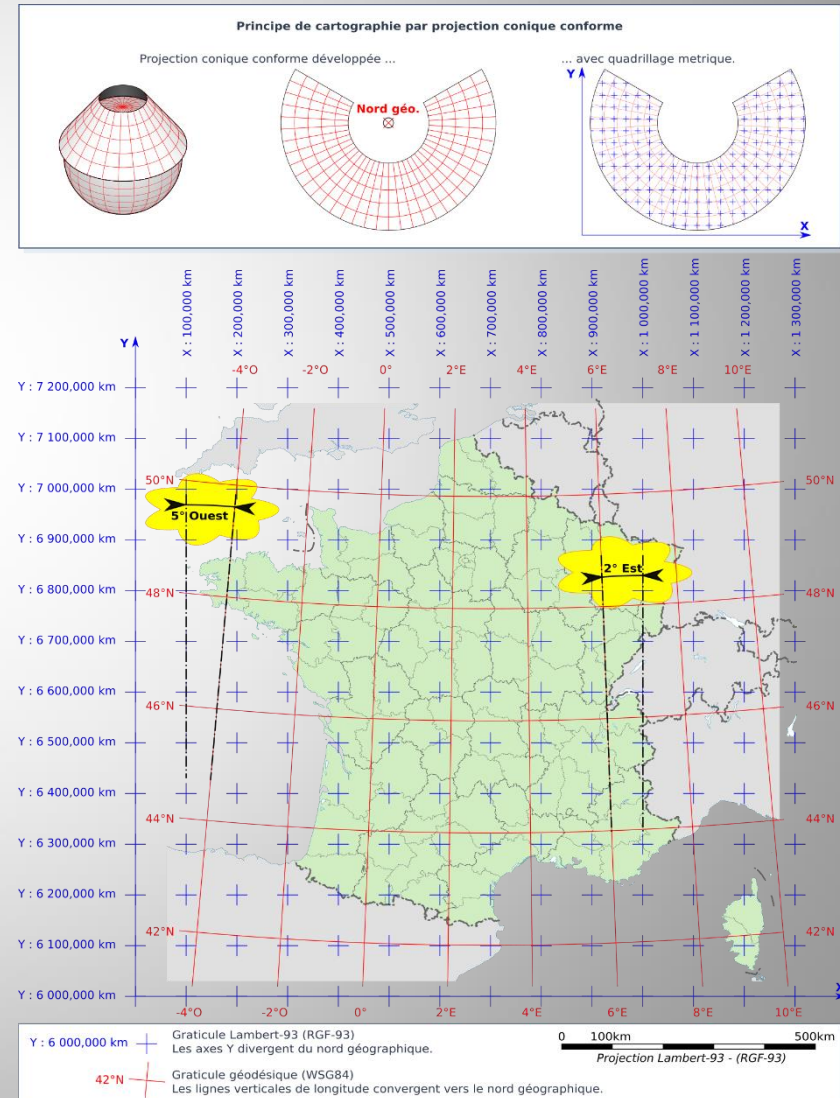 Principe de cartographie par projection conique conforme
Projection conique conforme développée ...
... avec quadrillage metrique.
Nord géo.
Y
X
X : 100,000 km
X : 200,000 km
X : 300,000 km
X : 400,000 km
X : 500,000 km
X : 600,000 km
X : 700,000 km
X : 800,000 km
X : 900,000 km
X : 1 000,000 km
X : 1 100,000 km
X : 1 200,000 km
X : 1 300,000 km
Y
-4°O -2°O 0° 2°E 4°E 6°E 8°E 10°E
Y : 7 200,000 km
Y : 7 100,000 km
50°N 50°N
Y : 7 000,000 km
5° Ouest
Y : 6 900,000 km
2° Est
Y : 6 800,000 km
48°N 48°N
Y : 6 700,000 km
Y : 6 600,000 km
46°N 46°N
Y : 6 500,000 km
Y : 6 400,000 km
44°N 44°N
Y : 6 300,000 km
Y : 6 200,000 km
42°N 42°N
Y : 6 100,000 km
Y : 6 000,000 km
X
-4°O -2°O 0° 2°E 4°E 6°E 8°E 10°E
Y : 6 000,000 km
Graticule Lambert-93 (RGF-93)
Les axes Y divergent du nord géographique.
0 100km 500km
Projection Lambert-93 - (RGF-93)
42°N
Graticule géodésique (WSG84)
Les lignes verticales de longitude convergent vers le nord géographique.